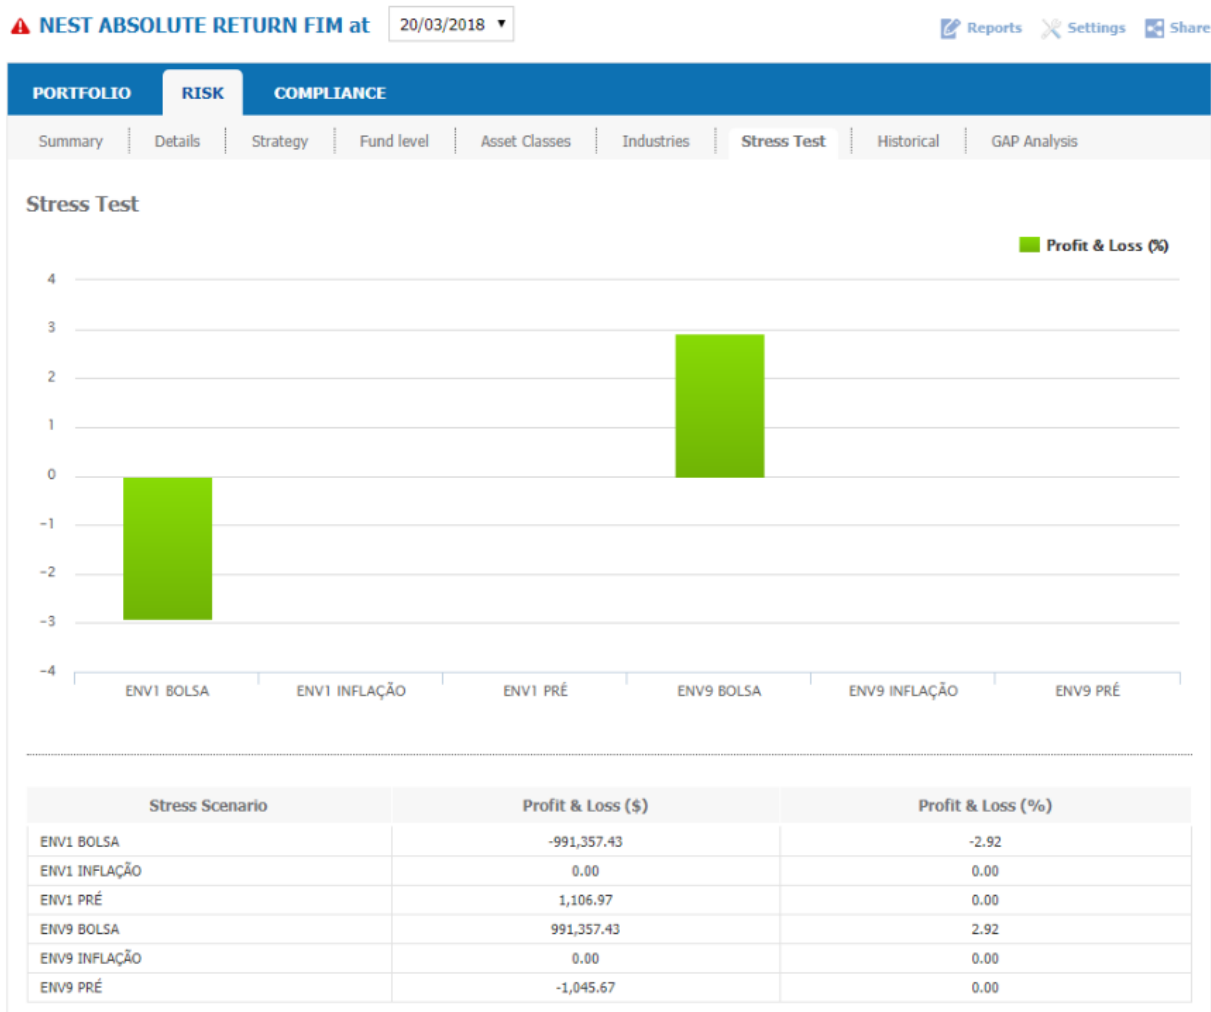 NEST ABSOLUTE RETURN FIM at 20/03/2018 Reports Settings Share
PORTFOLIO RISK COMPLIANCE
Summary Details Strategy Fund level Asset Classes Industries Stress Test Historical GAP Analysis
Stress Test
Profit & Loss (%)
4
3
2
1
0
-1
-2
-3
-4
ENV1 BOLSA ENV1 INFLAÇÃO ENV1 PRÉ ENV9 BOLSA ENV9 INFLAÇÃO ENV9 PRÉ
Stress Scenario Profit & Loss ($) Profit & Loss (%)
ENV1 BOLSA -991,357.43 -2.92
ENV1 INFLAÇÃO 0.00 0.00
ENV1 PRÉ 1,106.97 0.00
ENV9 BOLSA 991,357.43 2.92
ENV9 INFLAÇÃO 0.00 0.00
ENV9 PRÉ -1,045.67 0.00